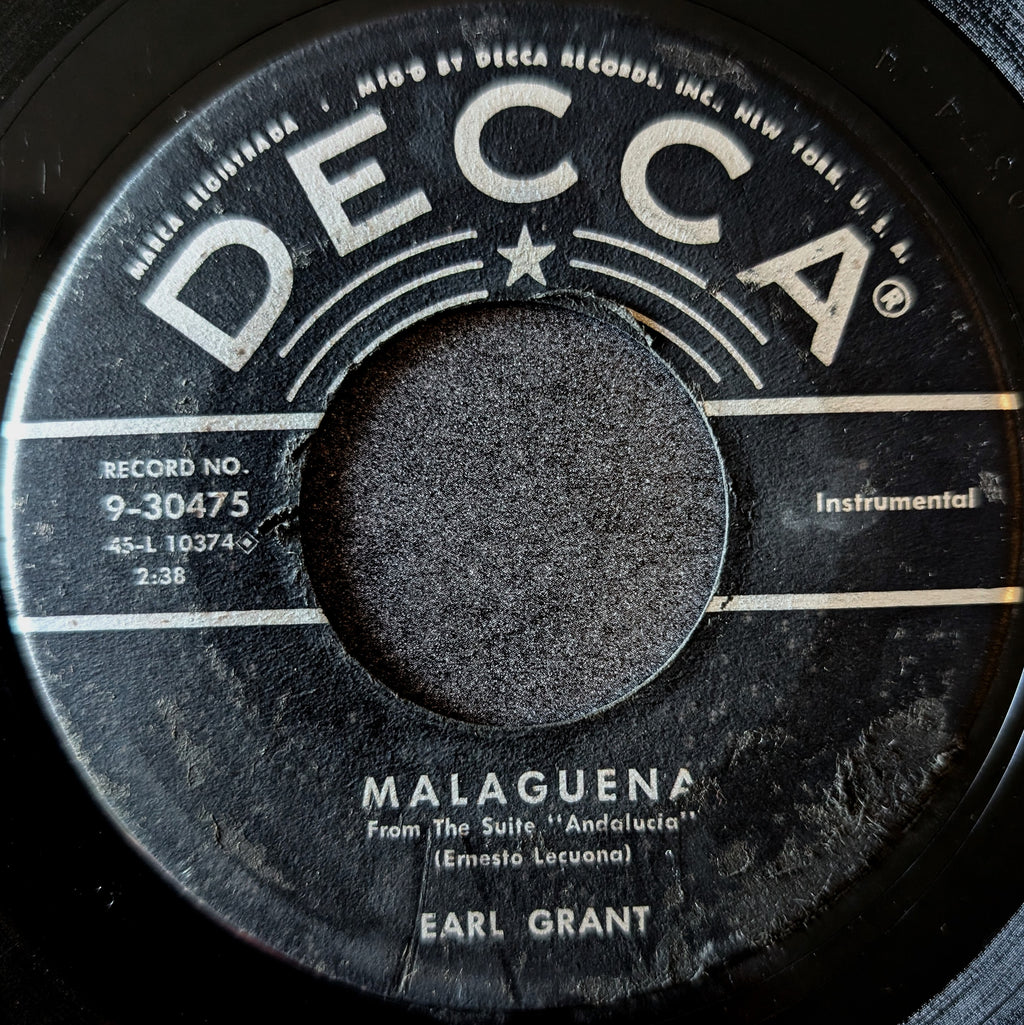 MARCA REGISTRADA · MFG'D BY DECCA RECORDS, INC., NEW YORK, U. S. A.
DECCA®
RECORD NO.
9-30475
45-L 10374
2:38
Instrumental
MALAGUENA
From The Suite "Andalucia"
(Ernesto Lecuona)
EARL GRANT